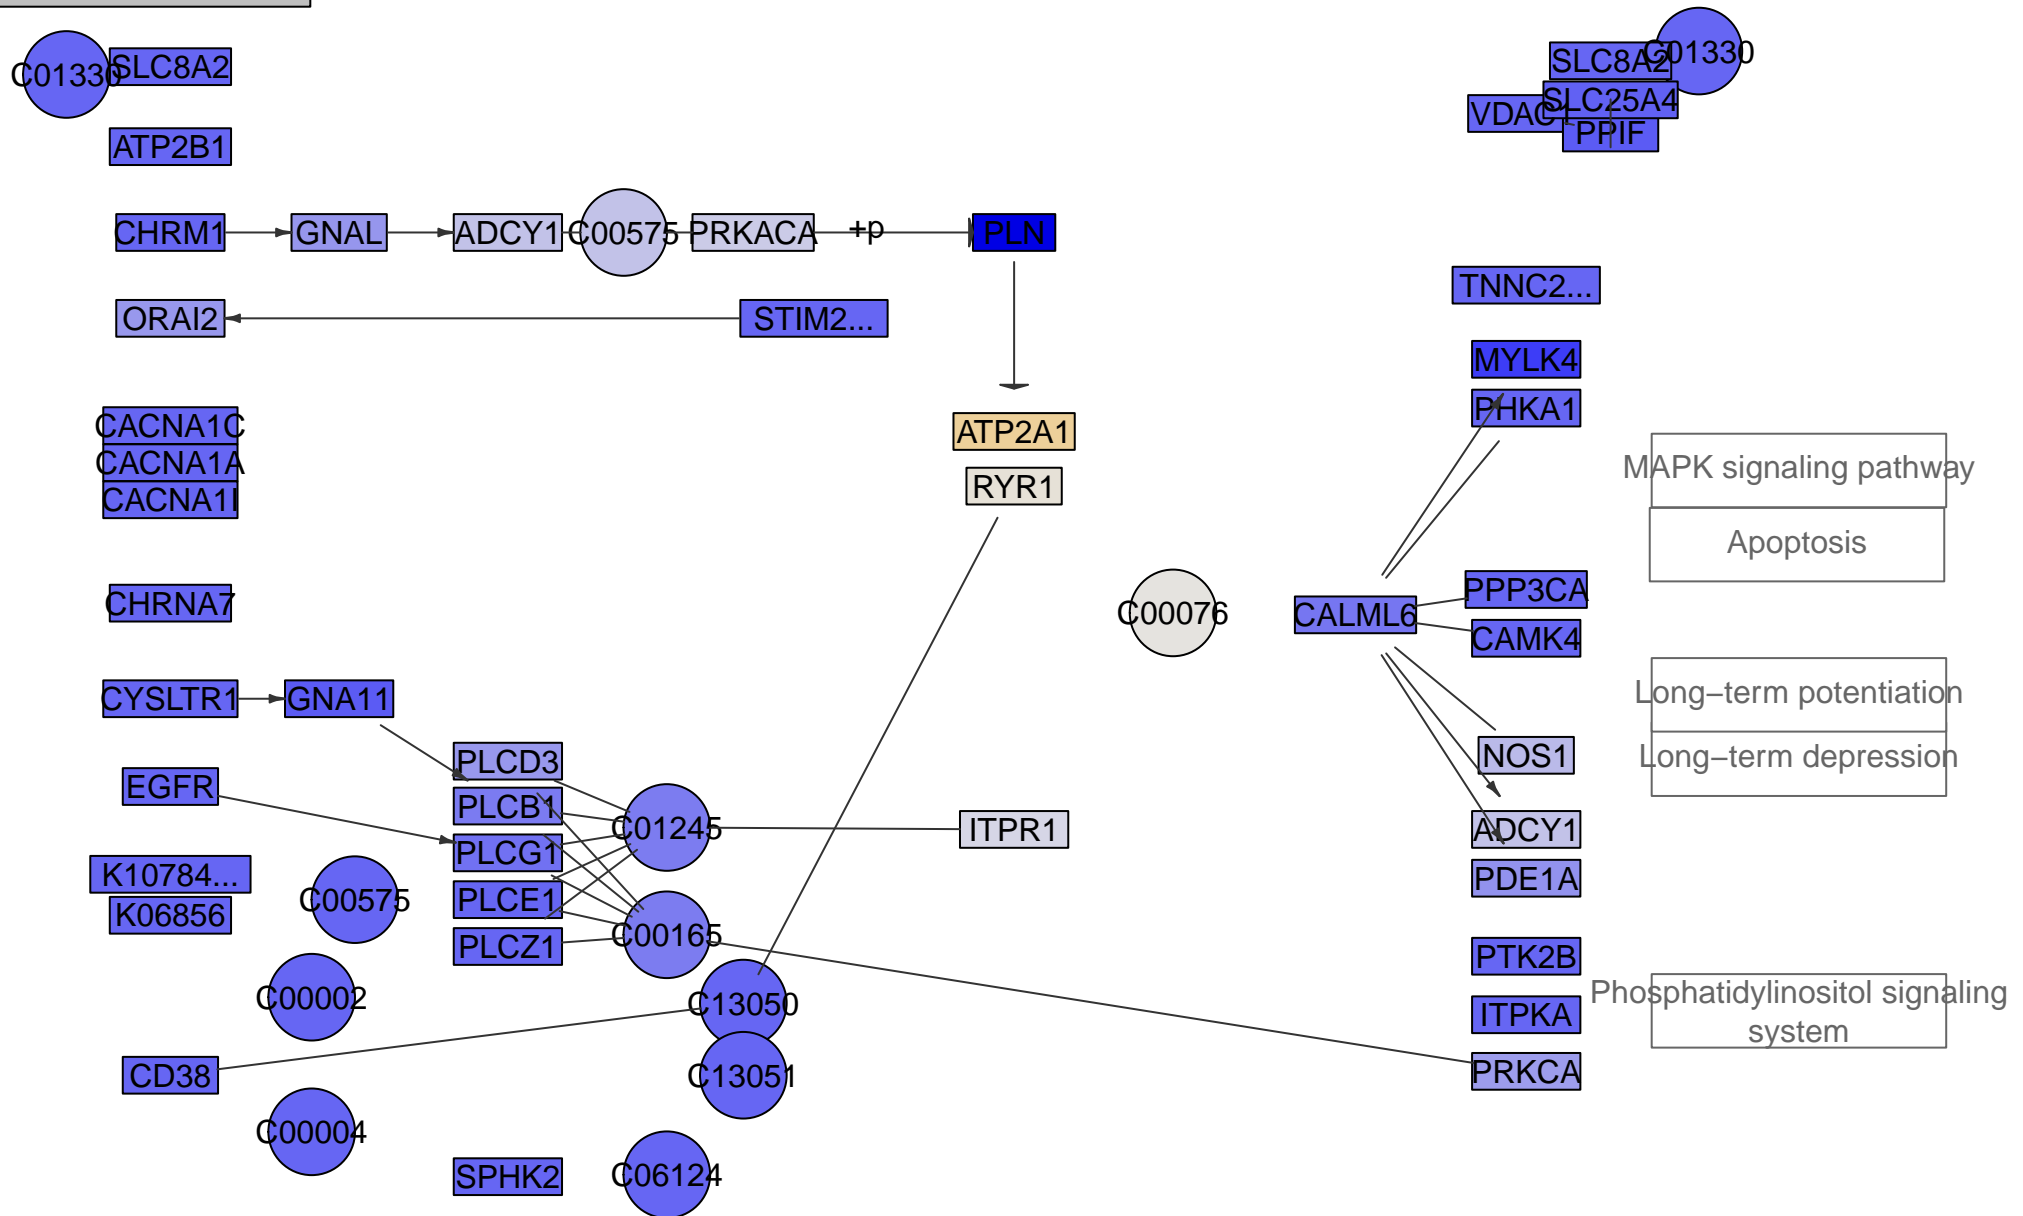 C01330
SLC8A2
SLC8A2
C01330
SLC25A4
VDAC1
PPIF
ATP2B1
CHRM1
GNAL
ADCY1
C00575
PRKACA
+p
PLN
TNNC2...
ORAI2
STIM2...
MYLK4
PHKA1
CACNA1C
CACNA1A
CACNA1I
ATP2A1
RYR1
MAPK signaling pathway
Apoptosis
CHRNA7
C00076
CALML6
PPP3CA
CAMK4
CYSLTR1
GNA11
Long−term potentiation
Long−term depression
NOS1
PLCD3
EGFR
PLCB1
C01245
ITPR1
ADCY1
PLCG1
K10784...
PDE1A
C00575
PLCE1
K06856
C00165
PLCZ1
PTK2B
C00002
C13050
Phosphatidylinositol signaling
system
ITPKA
CD38
C13051
PRKCA
C00004
SPHK2
C06124